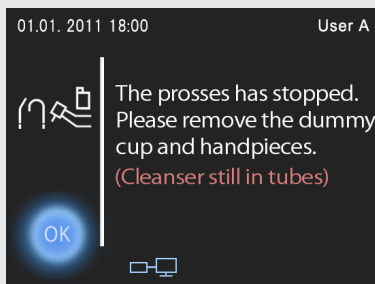 01.01. 2011 18:00 User A
The prosses has stopped.
Please remove the dummy
cup and handpieces.
(Cleanser still in tubes)
OK